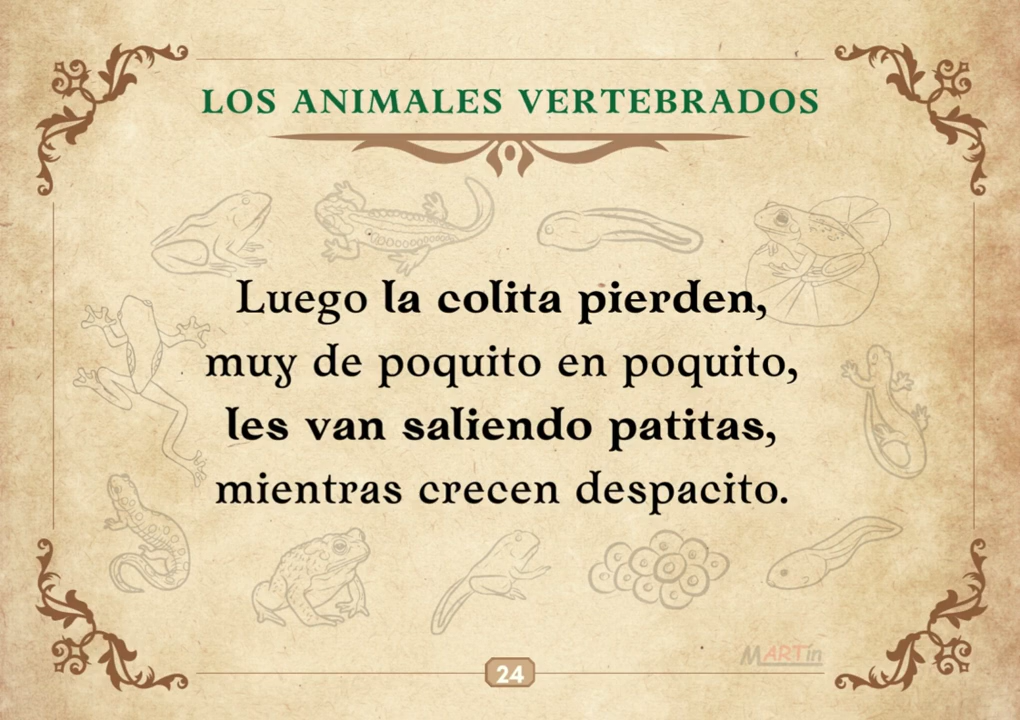 LOS ANIMALES VERTEBRADOS
Luego la colita pierden,
muy de poquito en poquito,
les van saliendo patitas,
mientras crecen despacito.
MARTín
24